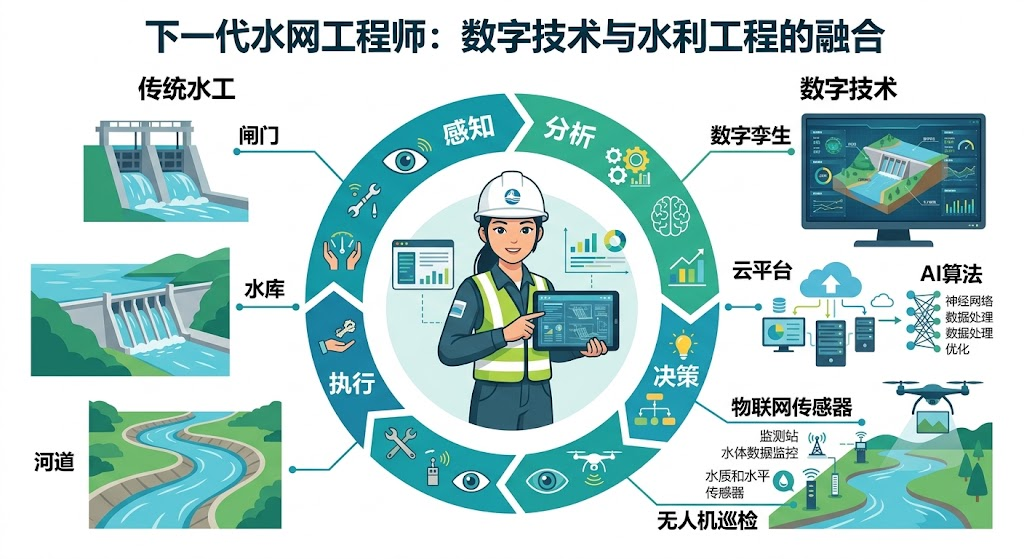 下一代水网工程师：数字技术与水利工程的融合
传统水工
闸门
水库
河道
感知
分析
决策
执行
数字技术
数字孪生
云平台
AI算法
神经网络
数据处理
数据处理
优化
物联网传感器
监测站
水体数据监控
水质和水平
传感器
无人机巡检